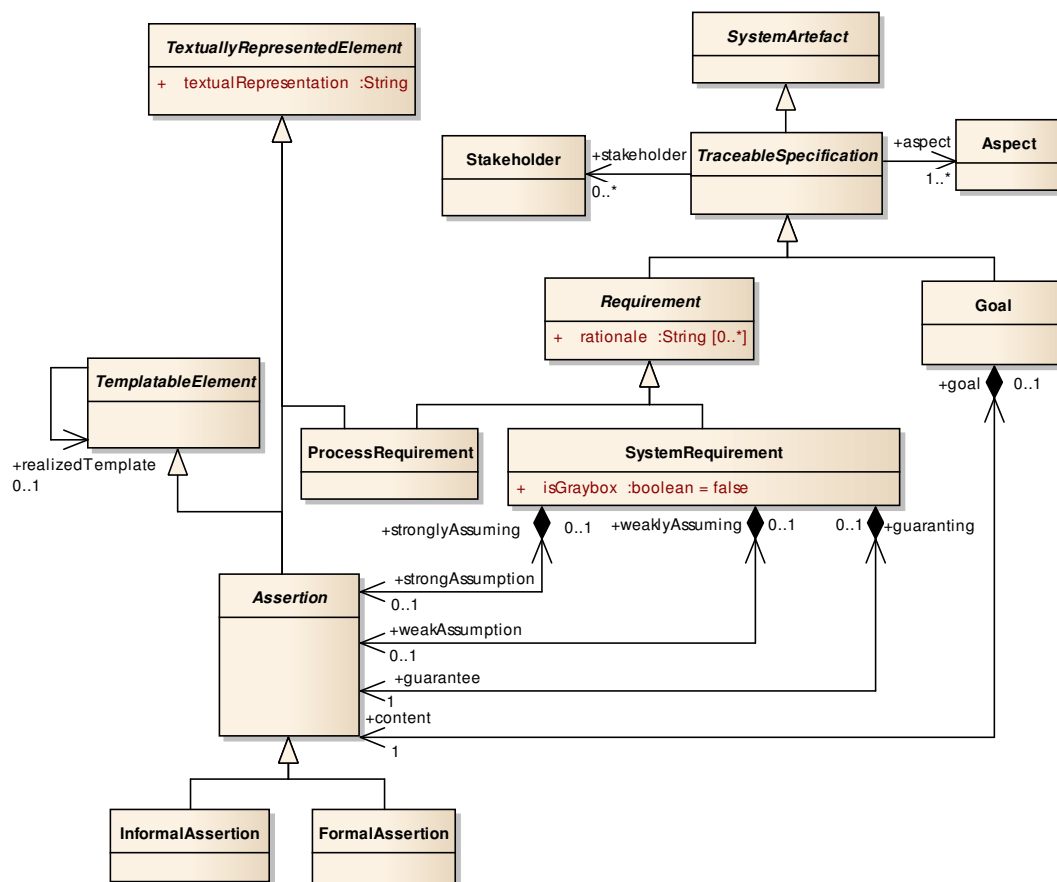 TextuallyRepresentedElement
+ textualRepresentation :String
SystemArtefact
Stakeholder
+stakeholder
0..*
TraceableSpecification
+aspect
1..*
Aspect
Requirement
+ rationale :String [0..*]
Goal
+goal
0..1
TemplatableElement
+realizedTemplate
0..1
ProcessRequirement
SystemRequirement
+ isGraybox :boolean = false
+stronglyAssuming
0..1
+weaklyAssuming
0..1
0..1
+guaranting
Assertion
+strongAssumption
0..1
+weakAssumption
0..1
+guarantee
1
+content
1
InformalAssertion
FormalAssertion